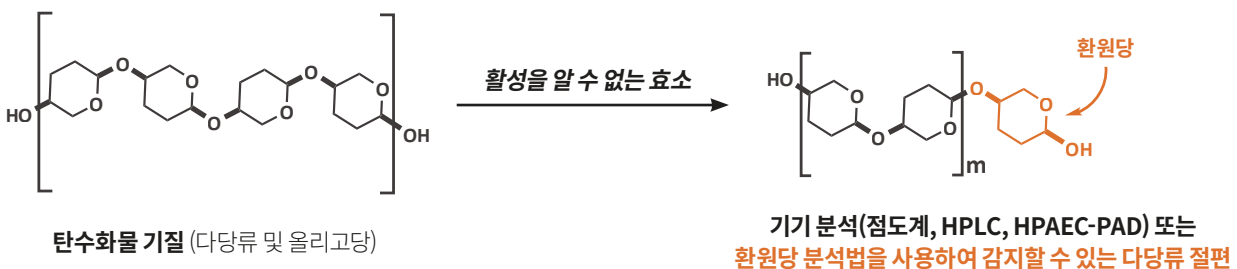 HO
O
O
O
O
O
O
O
OH
탄수화물 기질 (다당류 및 올리고당)
활성을 알 수 없는 효소
환원당
HO
O
O
O
O
O
OH
m
기기 분석(점도계, HPLC, HPAEC-PAD) 또는
환원당 분석법을 사용하여 감지할 수 있는 다당류 절편